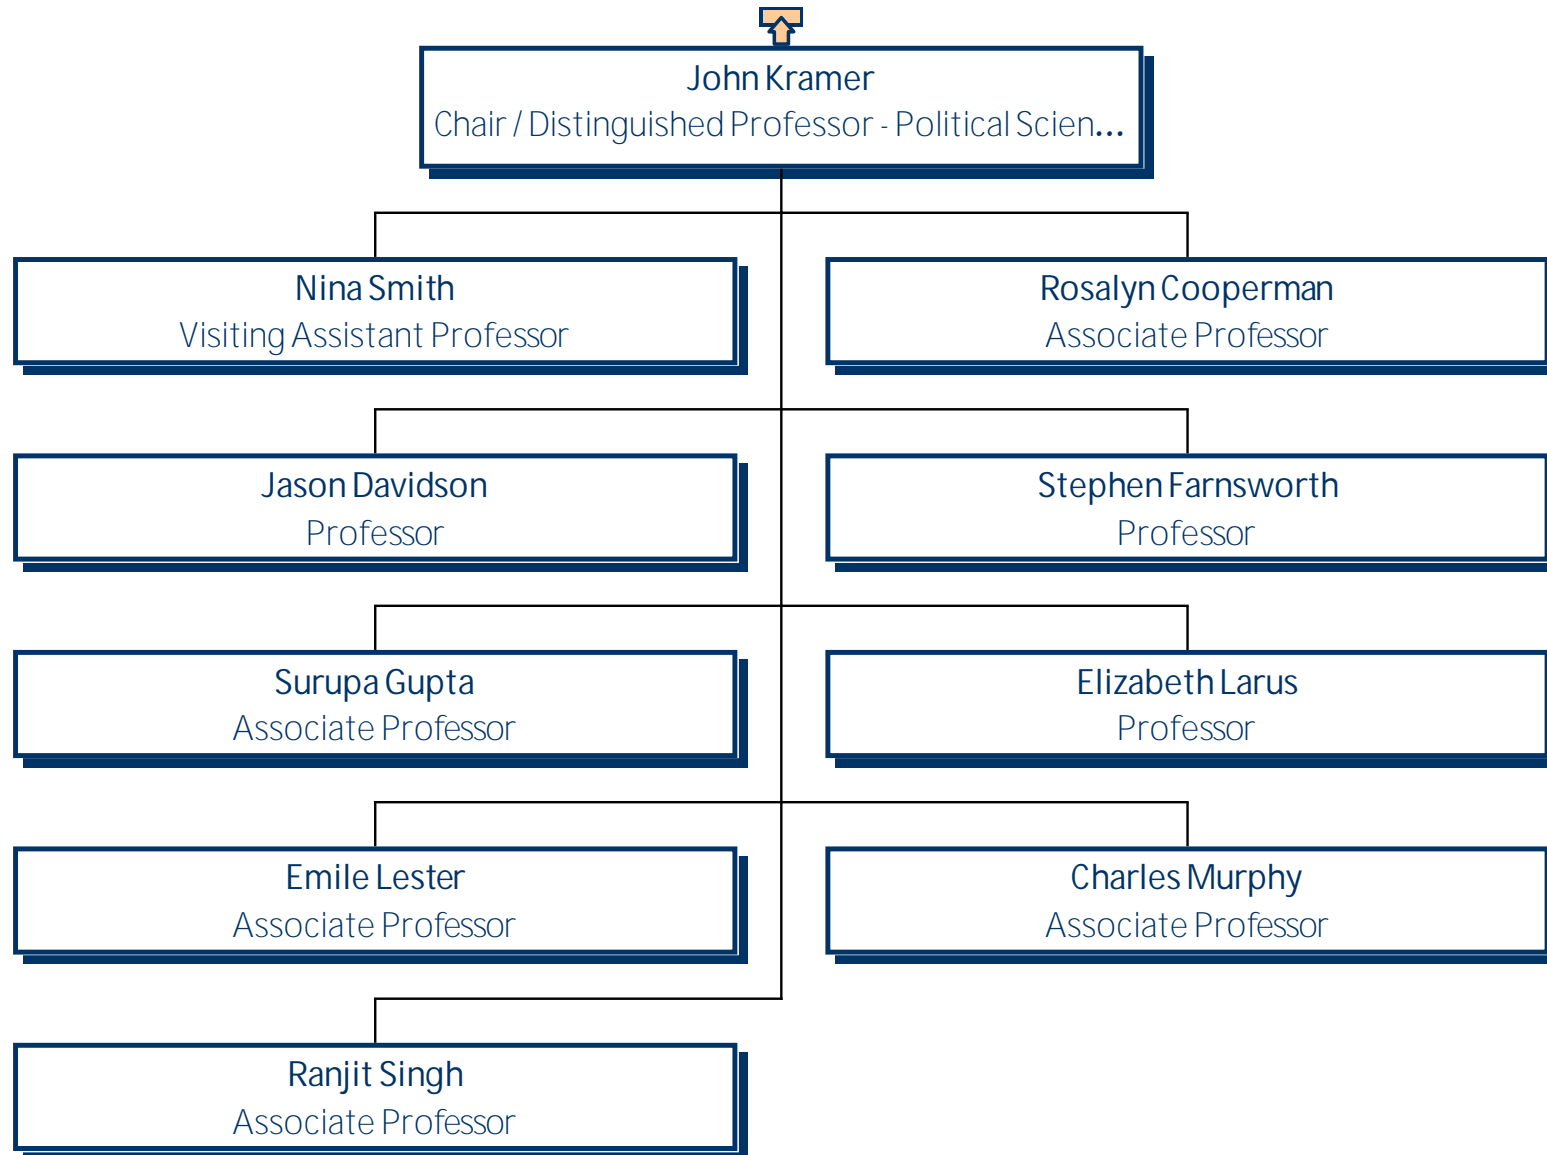 John Kramer
Chair / Distinguished Professor - Political Scien...
Nina Smith
Visiting Assistant Professor
Rosalyn Cooperman
Associate Professor
Jason Davidson
Professor
Stephen Farnsworth
Professor
Surupa Gupta
Associate Professor
Elizabeth Larus
Professor
Emile Lester
Associate Professor
Charles Murphy
Associate Professor
Ranjit Singh
Associate Professor